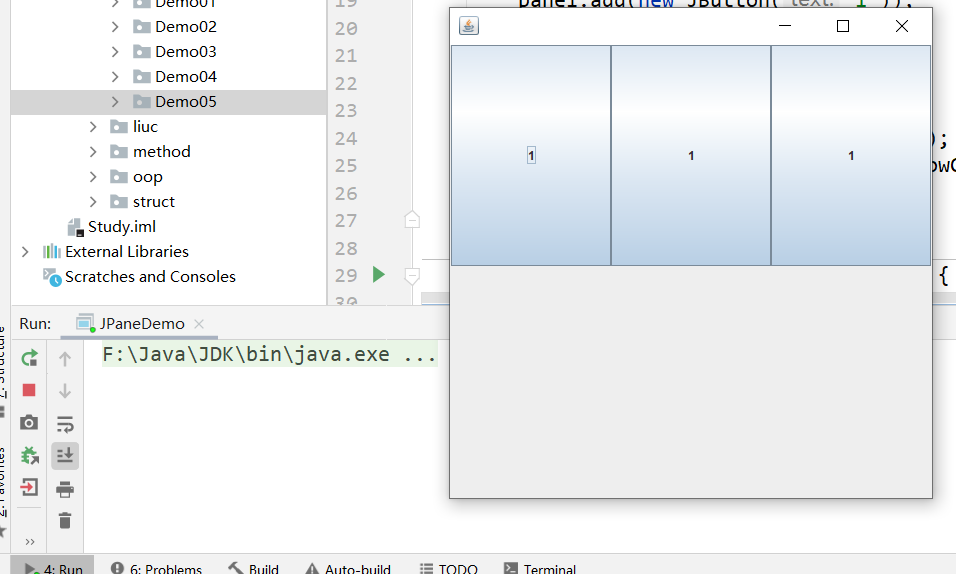 Demo01
Demo02
Demo03
Demo04
Demo05
liuc
method
oop
struct
Study.iml
External Libraries
Scratches and Consoles
19
20
21
22
23
24
25
26
27
28
29
30
panel.add(new JButton( text: "1"));
);
{
1
1
1
Run:
JPaneDemo
F:\Java\JDK\bin\java.exe ...
Z: Structure
2: Favorites
4: Run
6: Problems
Build
Auto-build
TODO
Terminal